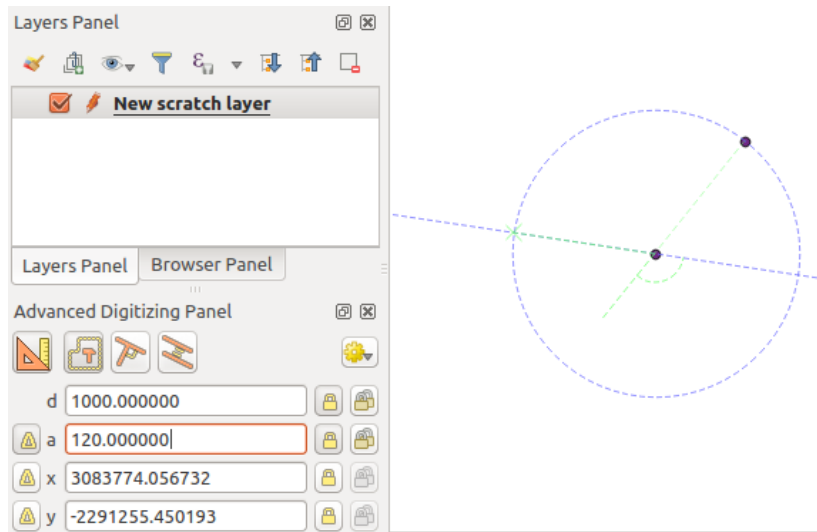 Layers Panel
New scratch layer
Layers Panel
Browser Panel
Advanced Digitizing Panel
d 1000.000000
a 120.000000
x 3083774.056732
y -2291255.450193